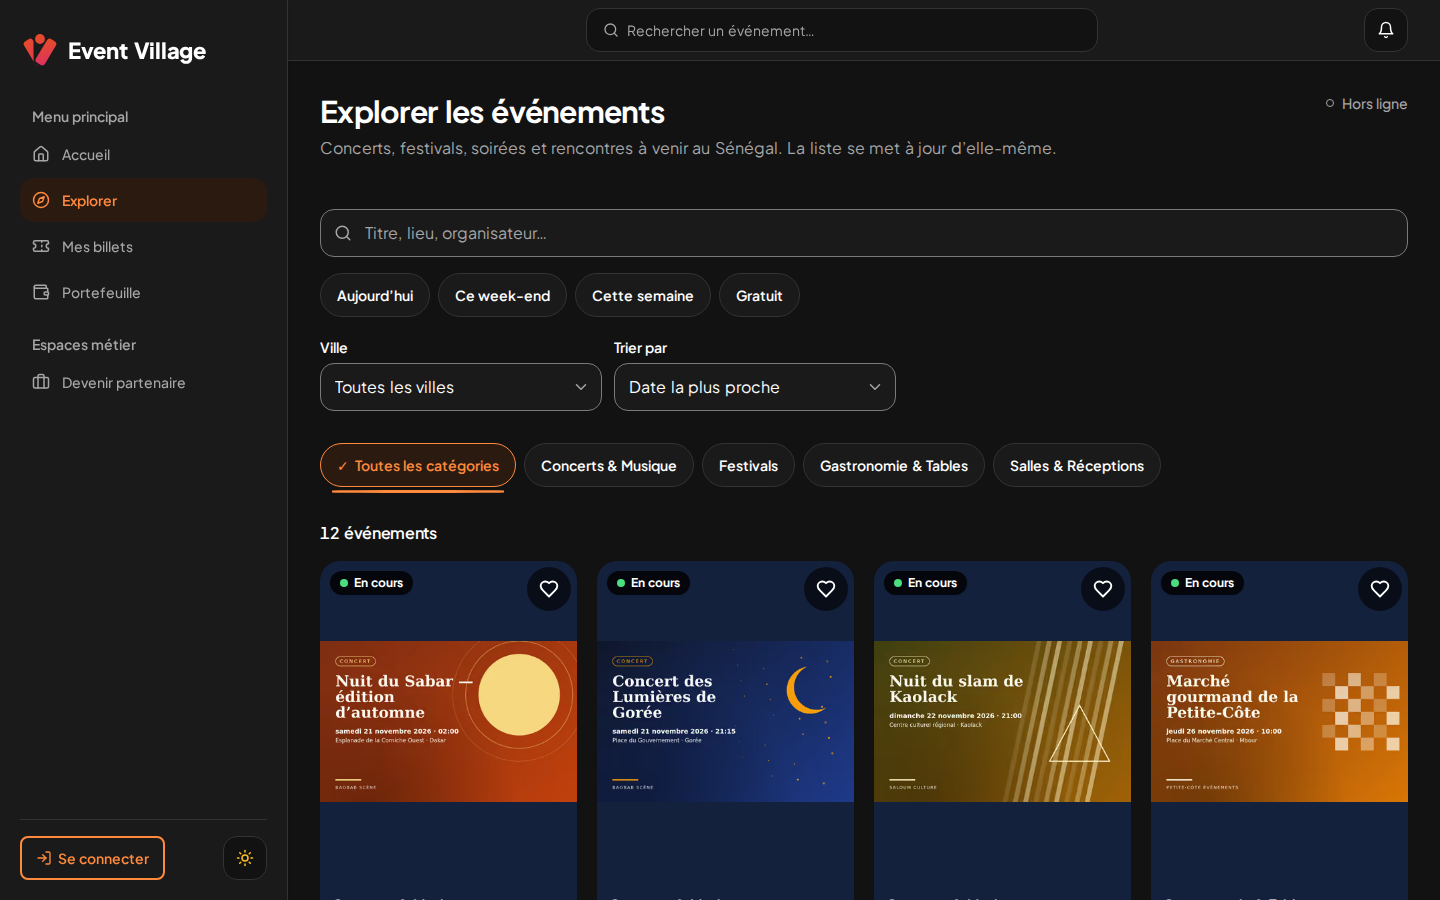 Event Village
Rechercher un événement...
Menu principal
Accueil
Explorer
Mes billets
Portefeuille
Espaces métier
Devenir partenaire
Se connecter
Explorer les événements
Hors ligne
Concerts, festivals, soirées et rencontres à venir au Sénégal. La liste se met à jour d'elle-même.
Titre, lieu, organisateur...
Aujourd'hui
Ce week-end
Cette semaine
Gratuit
Ville
Trier par
Toutes les villes
Date la plus proche
✓ Toutes les catégories
Concerts & Musique
Festivals
Gastronomie & Tables
Salles & Réceptions
12 événements
En cours
CONCERT
Nuit du Sabar —
édition
d'automne
samedi 21 novembre 2026 · 02:00
Esplanade de la Corniche Ouest · Dakar
BAOBAB SCÈNE
En cours
CONCERT
Concert des
Lumières de
Gorée
samedi 21 novembre 2026 · 21:15
Place du Gouvernement · Gorée
BAOBAB SCÈNE
En cours
CONCERT
Nuit du slam de
Kaolack
dimanche 22 novembre 2026 · 21:00
Centre culturel régional · Kaolack
SALOUM CULTURE
En cours
GASTRONOMIE
Marché
gourmand de la
Petite-Côte
jeudi 26 novembre 2026 · 10:00
Place du Marché Central · Mbour
PETITE-CÔTE ÉVÉNEMENTS